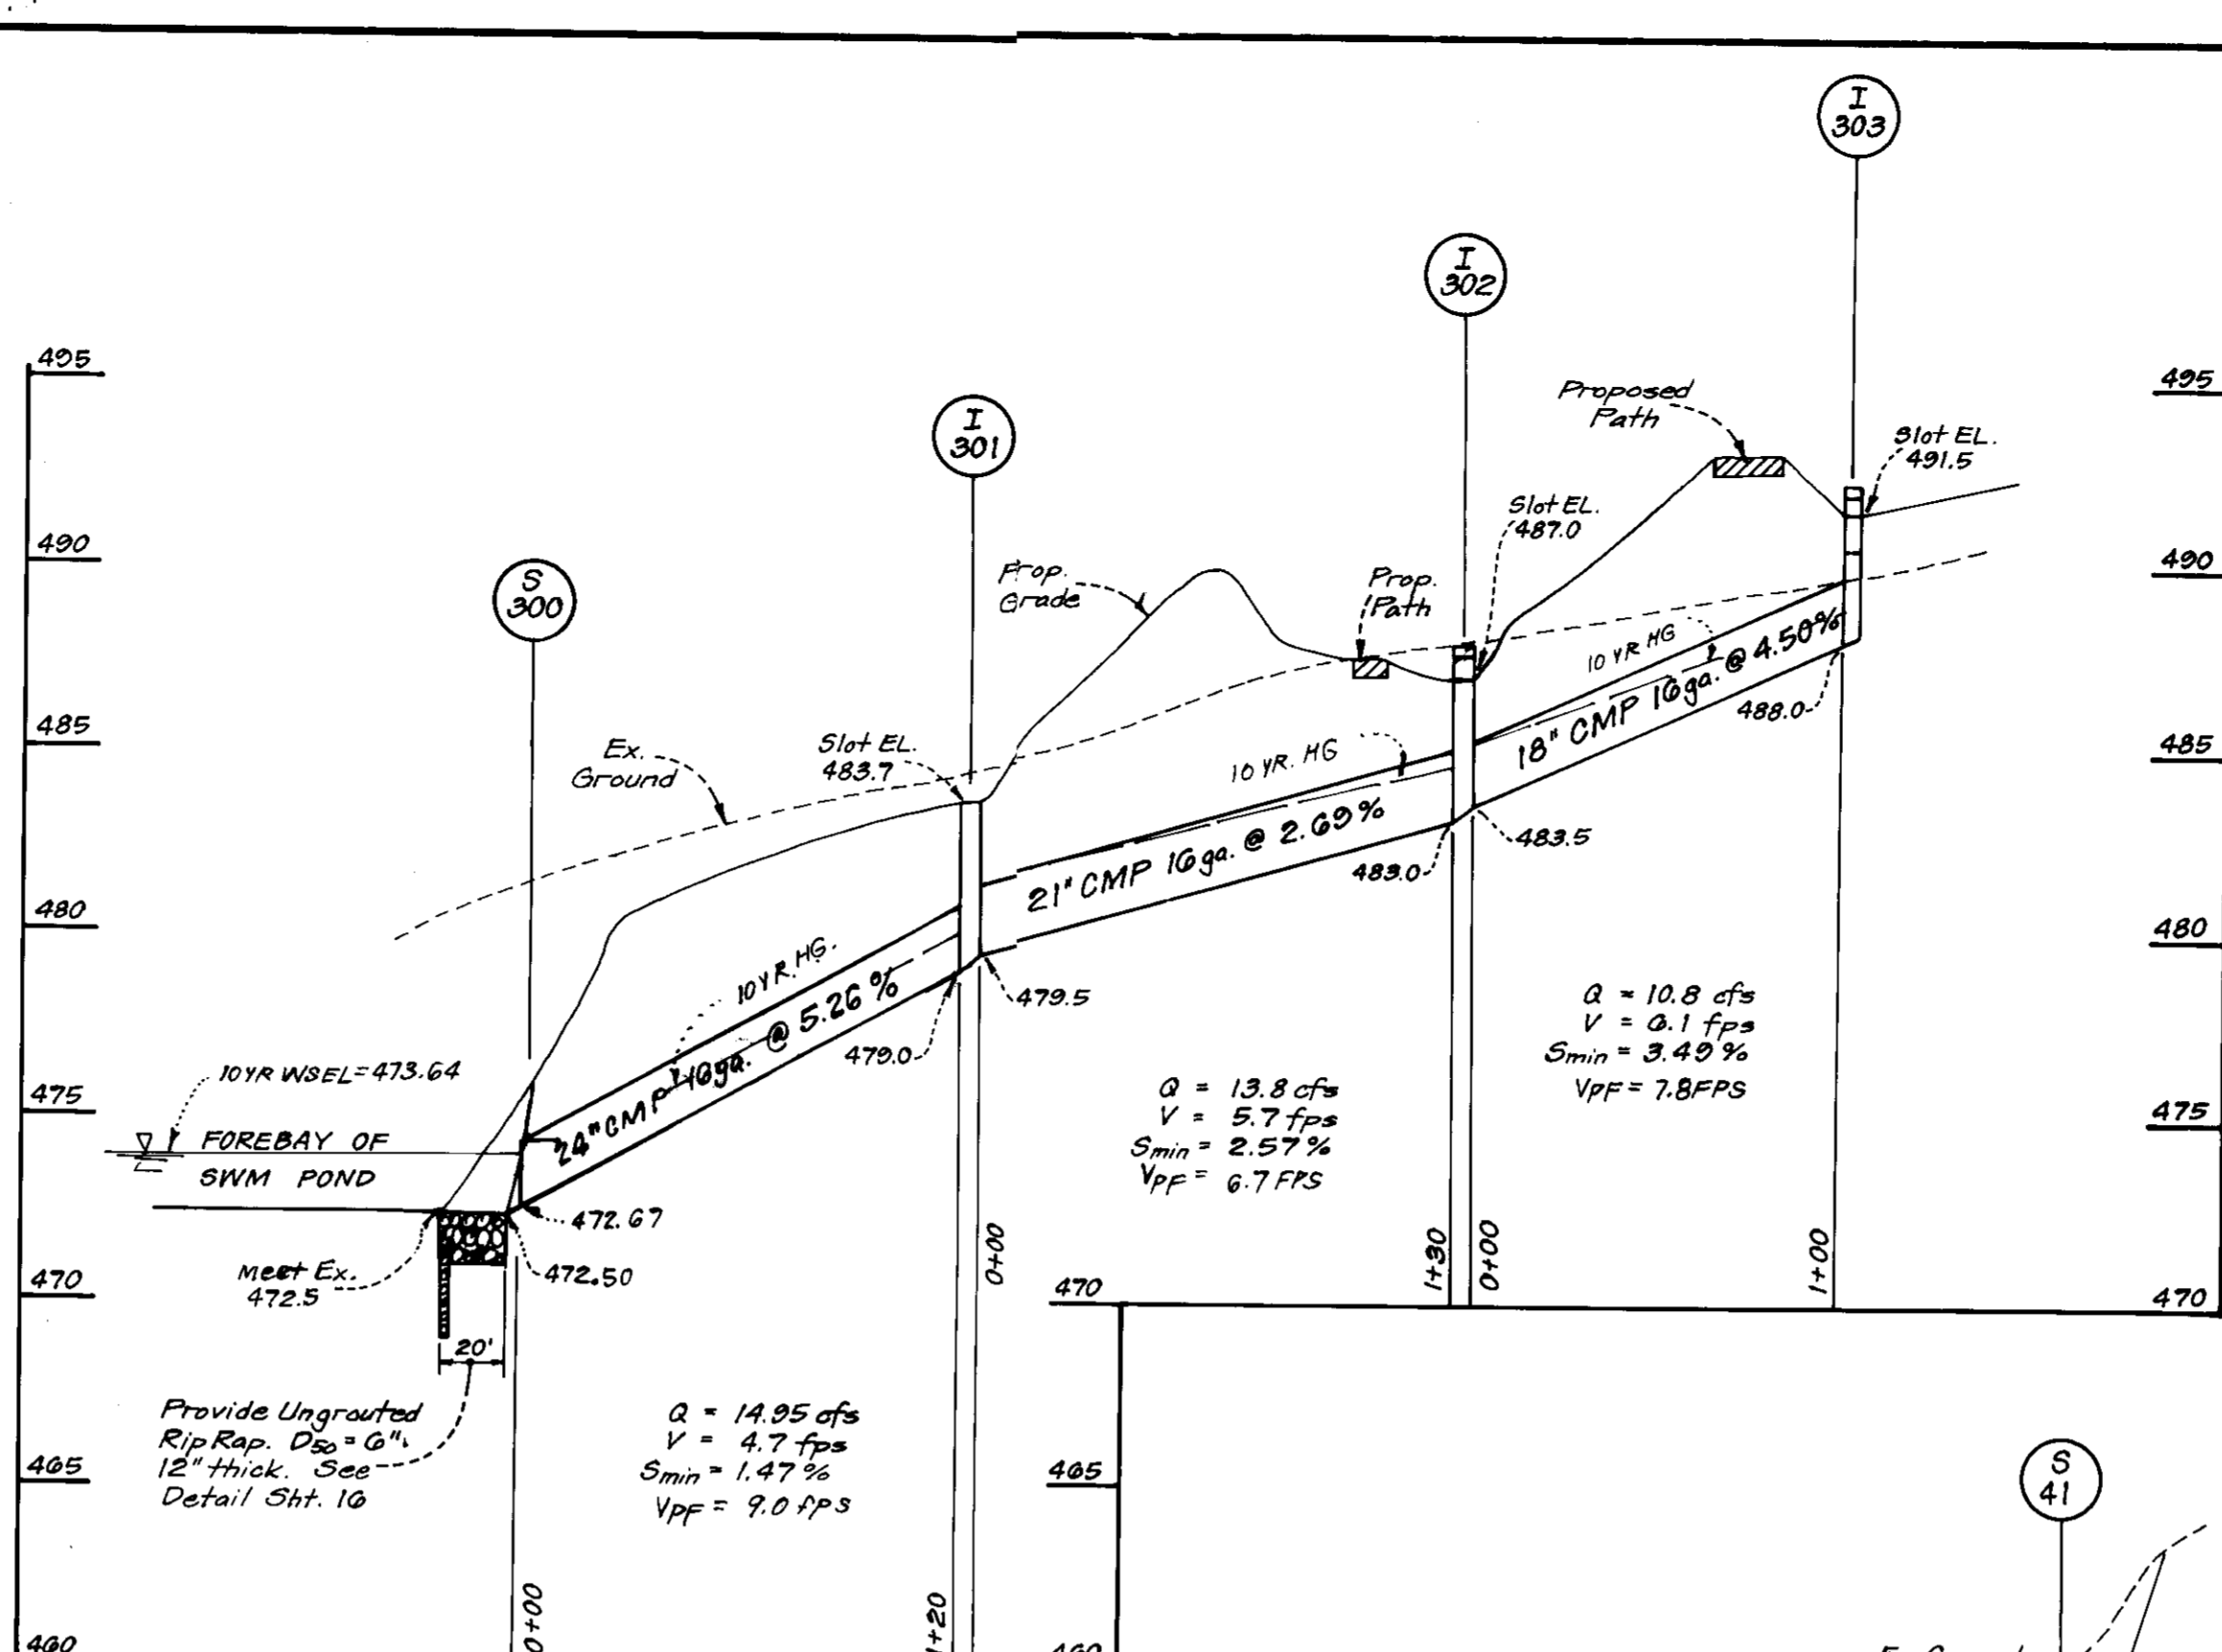 I
303
I
302
I
301
S
300
495
490
485
480
475
470
465
460
495
490
485
480
475
470
470
465
460
Proposed
Path
Slot EL.
491.5
Slot EL.
487.0
Prop.
Grade
Prop.
Path
Ex.
Ground
Slot EL.
483.7
10 YR HG
18" CMP 16ga. @ 4.50%
488.0
10 YR. HG
21" CMP 16ga. @ 2.69%
483.5
483.0
10 YR. HG.
24" CMP 16ga. @ 5.26%
479.5
479.0
10 YR WSEL=473.64
FOREBAY OF
SWM POND
472.67
472.50
Meet Ex.
472.5
20'
Provide Ungrouted
Rip Rap. D50 = 6",
12" thick. See
Detail Sht. 16
Q = 14.95 cfs
V = 4.7 fps
Smin = 1.47%
VPF = 9.0 fps
Q = 13.8 cfs
V = 5.7 fps
Smin = 2.57%
VPF = 6.7 FPS
Q = 10.8 cfs
V = 6.1 fps
Smin = 3.49%
VPF = 7.8FPS
0+00
1+20
0+00
1+30
0+00
1+00
S
41